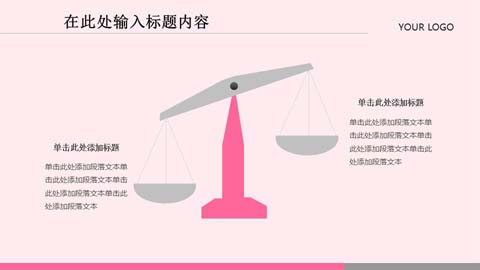 在此处输入标题内容
YOUR LOGO
单击此处添加标题
单击此处添加段落文本单
击此处添加段落文本单击
此处添加段落文本单击此
处添加段落文本
单击此处添加标题
单击此处添加段落文本单
击此处添加段落文本单击
此处添加段落文本单击此
处添加段落文本